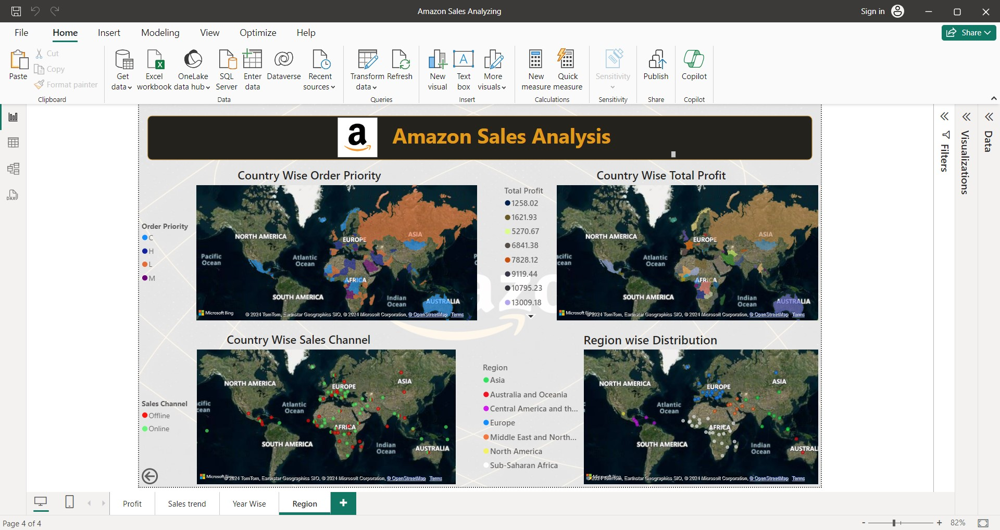 Amazon Sales Analyzing
Sign in
File Home Insert Modeling View Optimize Help
Share
Paste
Cut
Copy
Format painter
Clipboard
Get data
Excel workbook
OneLake data hub
SQL Server
Enter data
Dataverse
Recent sources
Data
Transform data
Refresh
Queries
New visual
Text box
More visuals
Insert
New measure
Quick measure
Calculations
Sensitivity
Sensitivity
Publish
Share
Copilot
Copilot
DAX
Filters
Visualizations
Data
a
Amazon Sales Analysis
Country Wise Order Priority
Order Priority
C
H
L
M
NORTH AMERICA
EUROPE
ASIA
Pacific Ocean
Atlantic Ocean
AFRICA
SOUTH AMERICA
Indian Ocean
AUSTRALIA
Microsoft Bing
© 2024 TomTom, Earthstar Geographics SIO, © 2024 Microsoft Corporation, © OpenStreetMap Terms
Country Wise Total Profit
Total Profit
1258.02
1621.93
5270.67
6841.38
7828.12
9119.44
10795.23
13009.18
NORTH AMERICA
EUROPE
ASIA
acific
Ocean
Atlantic Ocean
AFRICA
SOUTH AMERICA
Indian Ocean
AUSTRALIA
© 2024 TomTom, Earthstar Geographics SIO, © 2024 Microsoft Corporation, © OpenStreetMap Terms
Country Wise Sales Channel
Sales Channel
Offline
Online
NORTH AMERICA
EUROPE
ASIA
cific
cean
Atlantic Ocean
AFRICA
SOUTH AMERICA
Indian Ocean
AUSTRALIA
© 2024 TomTom, Earthstar Geographics SIO, © 2024 Microsoft Corporation, © OpenStreetMap Terms
Region wise Distribution
Region
Asia
Australia and Oceania
Central America and th...
Europe
Middle East and North...
North America
Sub-Saharan Africa
NORTH AMERICA
EUROPE
ASIA
Atlantic Ocean
AFRICA
SOUTH AMERICA
Indian Ocean
AUSTRAL
© 2024 TomTom, Earthstar Geographics SIO, © 2024 Microsoft Corporation, © OpenStreetMap Terms
Profit
Sales trend
Year Wise
Region
Page 4 of 4
82%